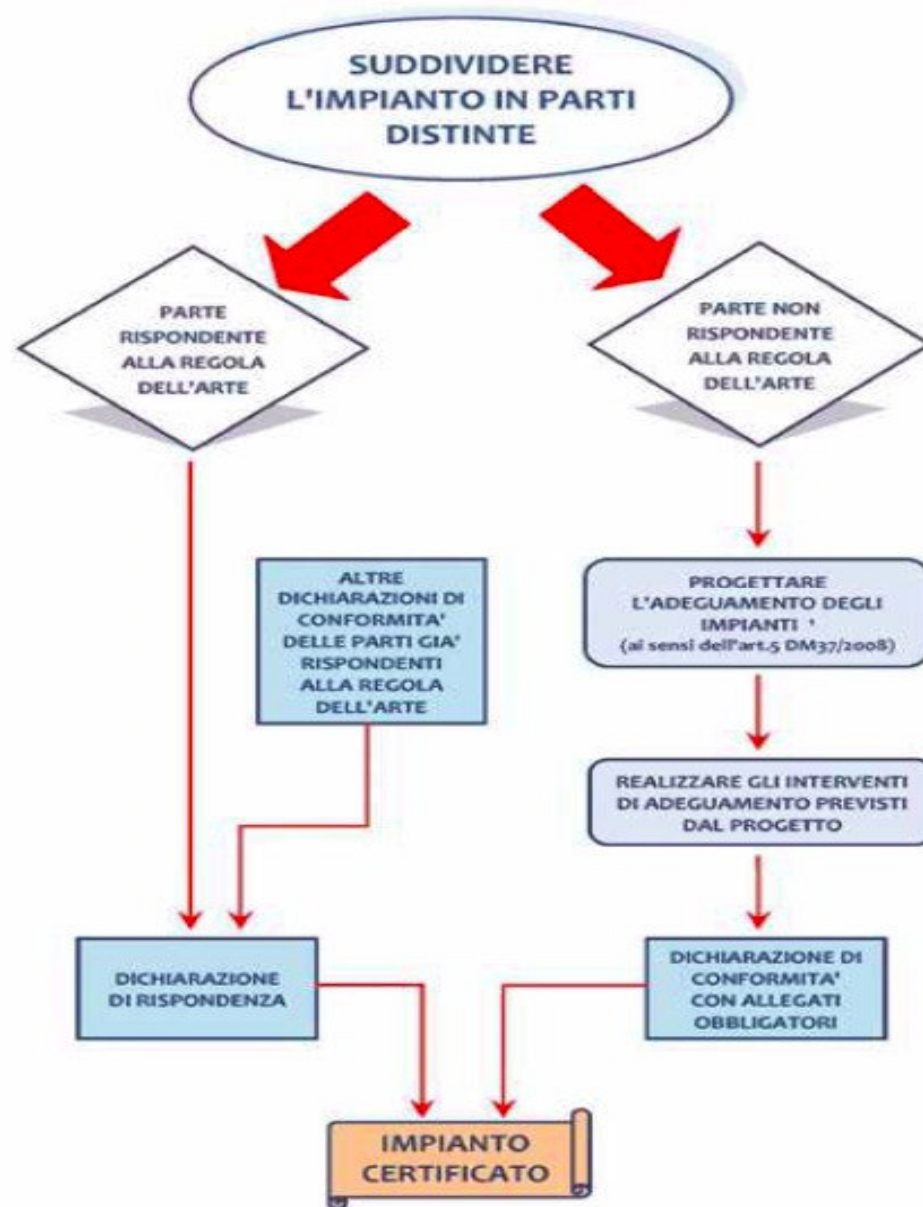 SUDDIVIDERE
L'IMPIANTO IN PARTI
DISTINTE
PARTE
RISPONDENTE
ALLA REGOLA
DELL'ARTE
PARTE NON
RISPONDENTE
ALLA REGOLA
DELL'ARTE
ALTRE
DICHIARAZIONI DI
CONFORMITA'
DELLE PARTI GIA'
RISPONDENTI
ALLA REGOLA
DELL'ARTE
PROGETTARE
L'ADEGUAMENTO DEGLI
IMPIANTI '
(ai sensi dell'art.5 DM37/2008)
REALIZZARE GLI INTERVENTI
DI ADEGUAMENTO PREVISTI
DAL PROGETTO
DICHIARAZIONE
DI RISPONDENZA
DICHIARAZIONE DI
CONFORMITA'
CON ALLEGATI
OBBLIGATORI
IMPIANTO
CERTIFICATO